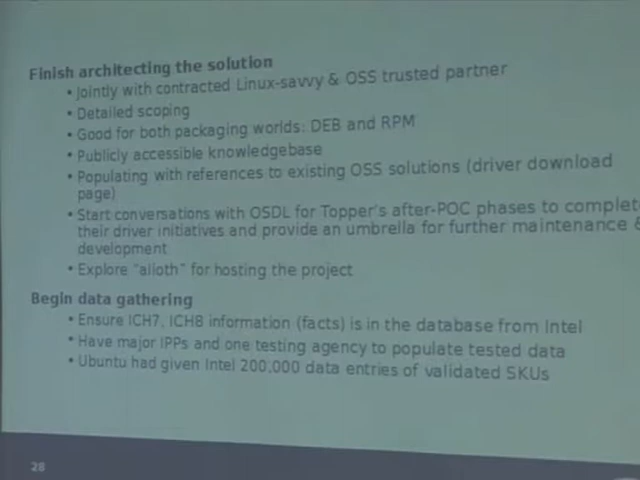 Finish architecting the solution
• Jointly with contracted Linux-savvy & OSS trusted partner
• Detailed scoping
• Good for both packaging worlds: DEB and RPM
• Publicly accessible knowledgebase
• Populating with references to existing OSS solutions (driver download
page)
• Start conversations with OSDL for Topper's after-POC phases to complet
their driver initiatives and provide an umbrella for further maintenance &
development
• Explore "alioth" for hosting the project
Begin data gathering
• Ensure ICH7, ICH8 information (facts) is in the database from Intel
• Have major IPPs and one testing agency to populate tested data
• Ubuntu had given Intel 200,000 data entries of validated SKUs
28